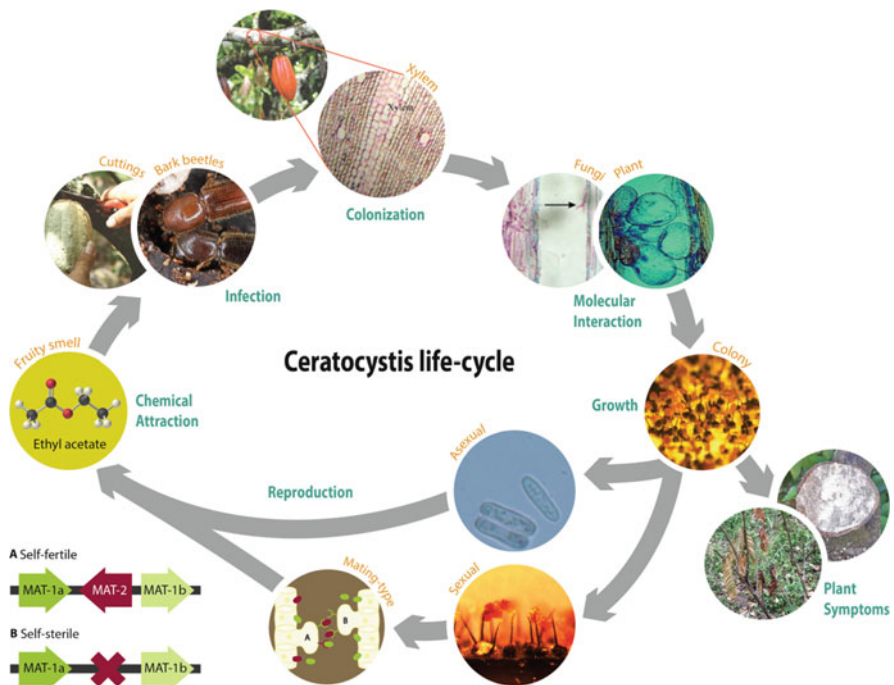 Xylem
Xylem
Colonization
Cuttings
Bark beetles
Infection
Fungi
Plant
Molecular
Interaction
Fruity smell
Ethyl acetate
Chemical
Attraction
Ceratocystis life-cycle
Colony
Growth
Asexual
Reproduction
Mating-type
A
B
Sexual
Plant
Symptoms
A Self-fertile
MAT-1a MAT-2 MAT-1b
B Self-sterile
MAT-1a MAT-1b